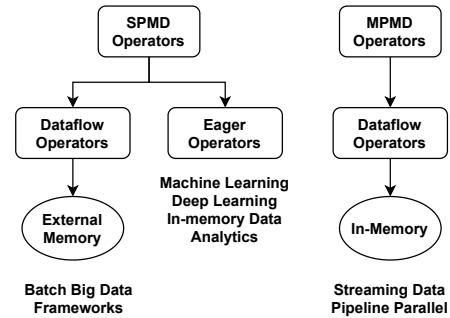 SPMD
Operators
MPMD
Operators
Dataflow
Operators
Eager
Operators
Dataflow
Operators
Machine Learning
Deep Learning
In-memory Data
Analytics
External
Memory
In-Memory
Batch Big Data
Frameworks
Streaming Data
Pipeline Parallel